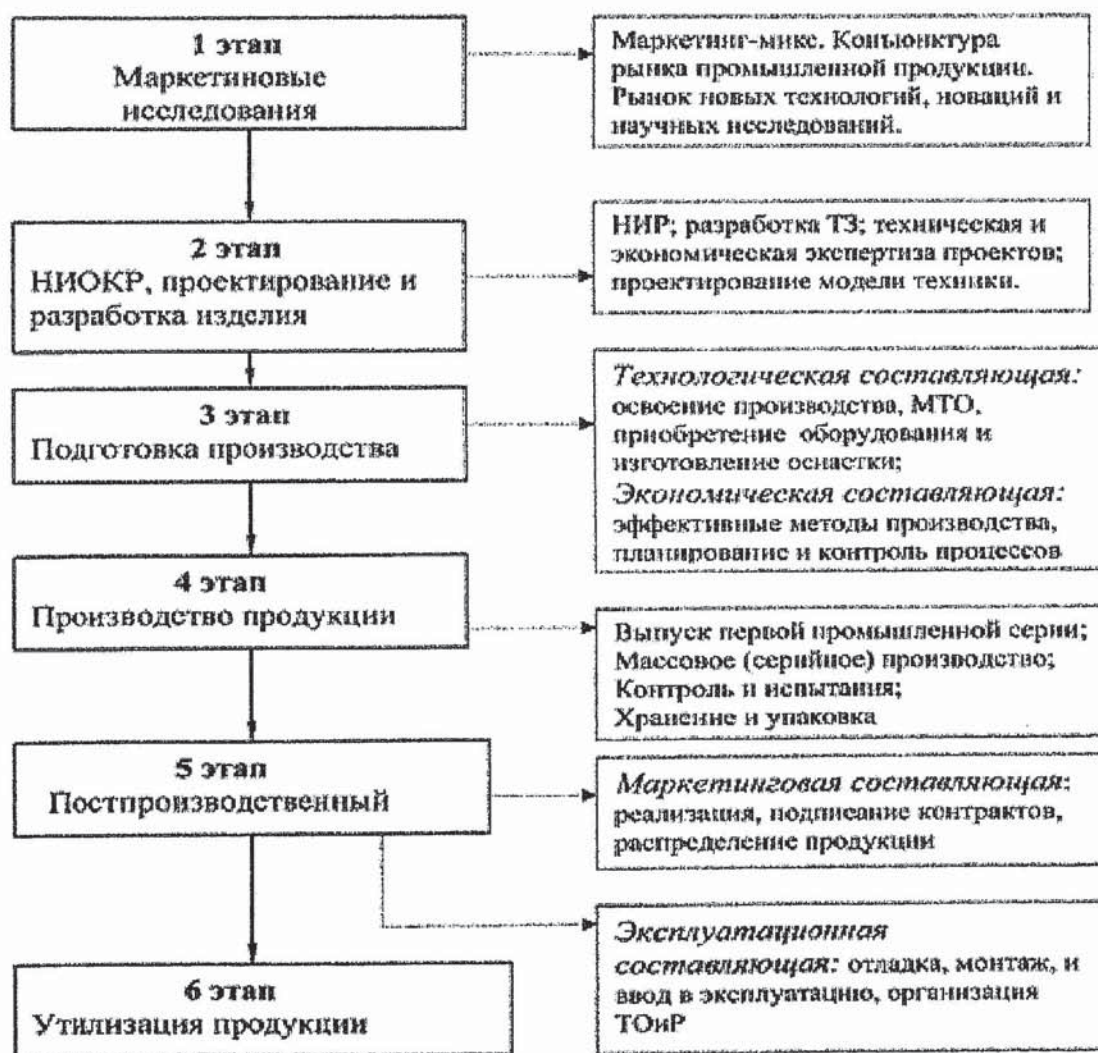 1 этап
Маркетиновые
исследования
Маркетинг-микс. Конъюнктура
рынка промышленной продукции.
Рынок новых технологий, новаций и
научных исследований.
2 этап
НИОКР, проектирование и
разработка изделия
НИР; разработка ТЗ; техническая и
экономическая экспертиза проектов;
проектирование модели техники.
3 этап
Подготовка производства
Технологическая составляющая:
освоение производства, МТО,
приобретение оборудования и
изготовление оснастки;
Экономическая составляющая:
эффективные методы производства,
планирование и контроль процессов
4 этап
Производство продукции
Выпуск первой промышленной серии;
Массовое (серийное) производство;
Контроль и испытания;
Хранение и упаковка
5 этап
Постпроизводственный
Маркетинговая составляющая:
реализация, подписание контрактов,
распределение продукции
Эксплуатационная
составляющая: отладка, монтаж, и
ввод в эксплуатацию, организация
ТОиР
6 этап
Утилизация продукции